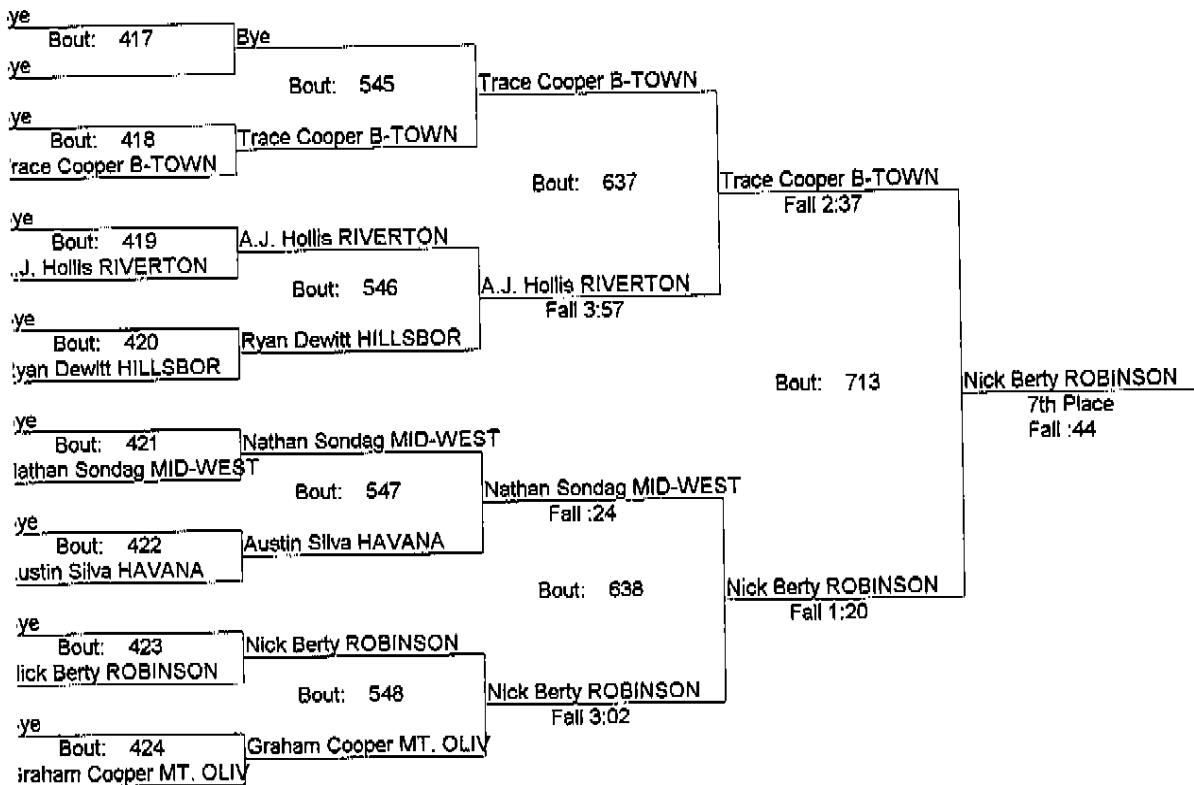 ye
Bout: 417
ye
Bye
Bout: 545
Trace Cooper B-TOWN
ye
Bout: 418
Trace Cooper B-TOWN
race Cooper B-TOWN
Bout: 637
Trace Cooper B-TOWN
Fall 2:37
ye
Bout: 419
A.J. Hollis RIVERTON
.J. Hollis RIVERTON
Bout: 546
A.J. Hollis RIVERTON
Fall 3:57
ye
Bout: 420
Ryan Dewitt HILLSBOR
yan Dewitt HILLSBOR
Bout: 713
Nick Berty ROBINSON
7th Place
Fall :44
ye
Bout: 421
Nathan Sondag MID-WEST
lathan Sondag MID-WEST
Bout: 547
Nathan Sondag MID-WEST
Fall :24
ye
Bout: 422
Austin Silva HAVANA
ustin Silva HAVANA
Bout: 638
Nick Berty ROBINSON
Fall 1:20
ye
Bout: 423
Nick Berty ROBINSON
lick Berty ROBINSON
Bout: 548
Nick Berty ROBINSON
Fall 3:02
ye
Bout: 424
Graham Cooper MT. OLIV
raham Cooper MT. OLIV